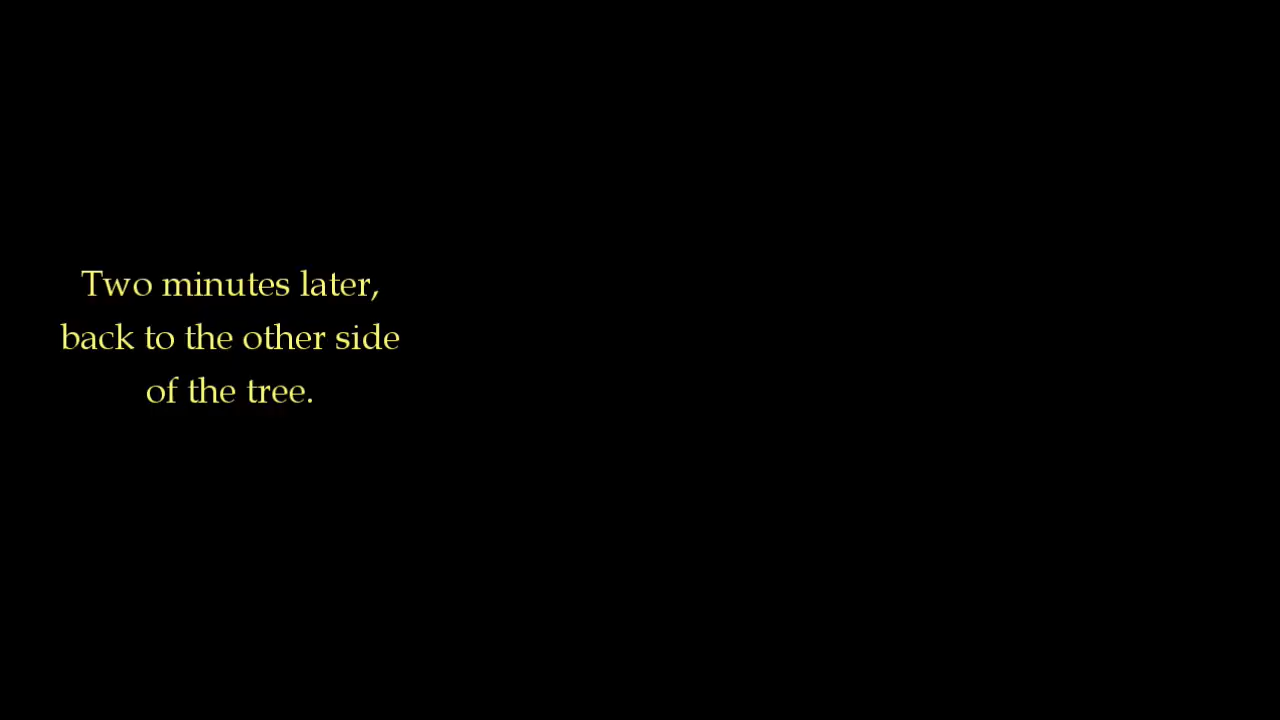 Two minutes later,
back to the other side
of the tree.